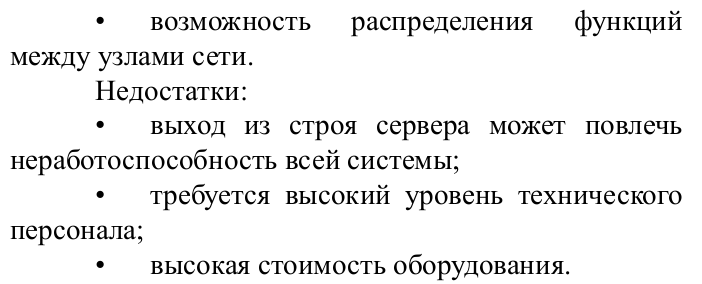 • возможность распределения функций
между узлами сети.
Недостатки:
• выход из строя сервера может повлечь
неработоспособность всей системы;
• требуется высокий уровень технического
персонала;
• высокая стоимость оборудования.